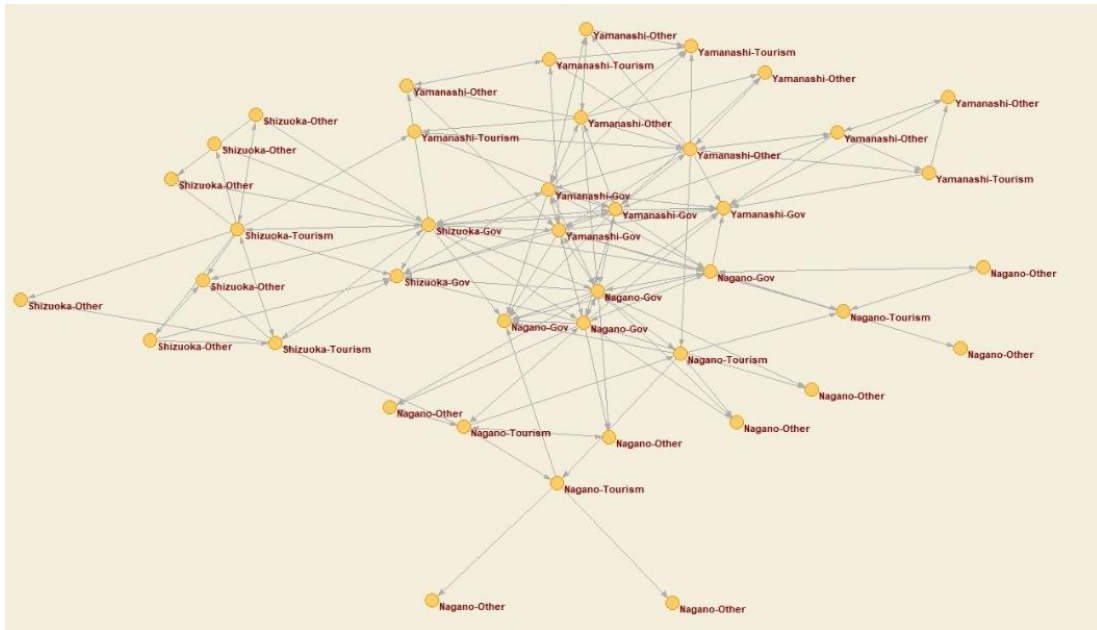 Yamanashi-Other
Yamanashi-Tourism
Yamanashi-Tourism
Yamanashi-Other
Yamanashi-Other
Yamanashi-Other
Shizuoka-Other
Yamanashi-Other
Yamanashi-Tourism
Yamanashi-Other
Shizuoka-Other
Yamanashi-Other
Yamanashi-Tourism
Shizuoka-Other
Yamanashi-Gov
Yamanashi-Gov
Yamanashi-Gov
Shizuoka-Gov
Shizuoka-Tourism
Yamanashi-Gov
Nagano-Other
Nagano-Gov
Shizuoka-Gov
Shizuoka-Other
Nagano-Gov
Shizuoka-Other
Nagano-Tourism
Nagano-Gov
Nagano-Gov
Shizuoka-Other
Shizuoka-Tourism
Nagano-Other
Nagano-Tourism
Nagano-Other
Nagano-Other
Nagano-Other
Nagano-Tourism
Nagano-Other
Nagano-Tourism
Nagano-Other
Nagano-Other